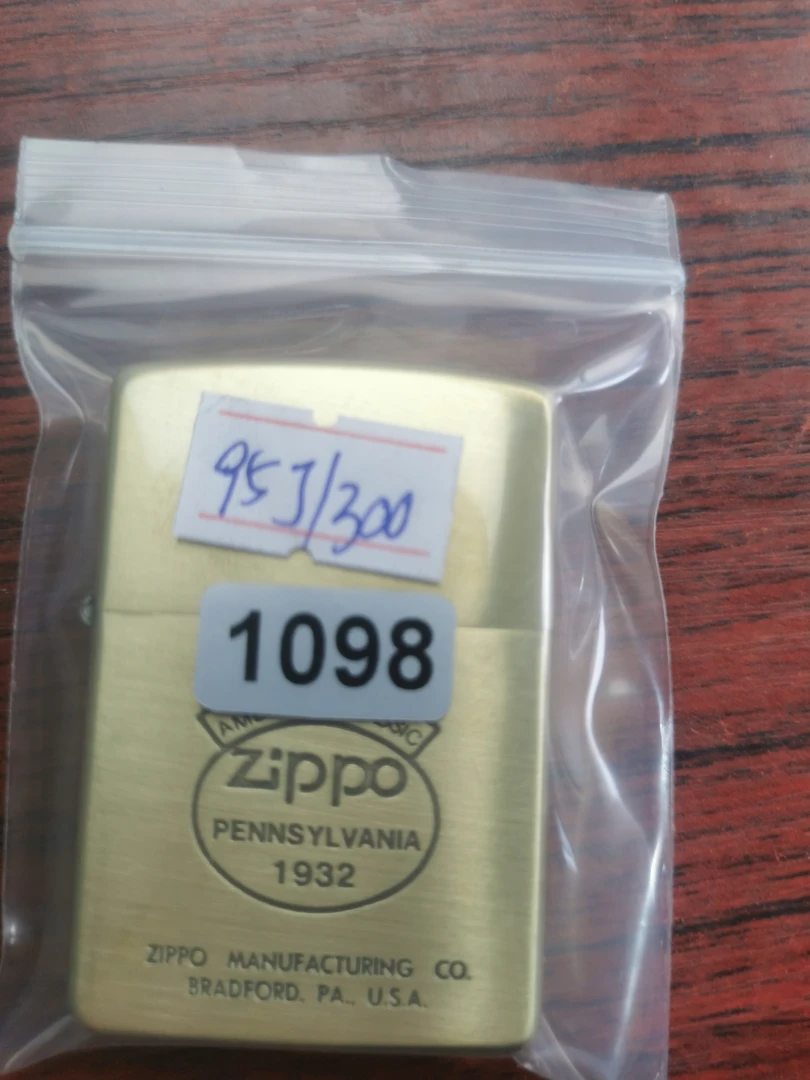 95J/300
1098
Zippo
PENNSYLVANIA
1932
ZIPPO MANUFACTURING CO.
BRADFORD. PA., U.S.A.